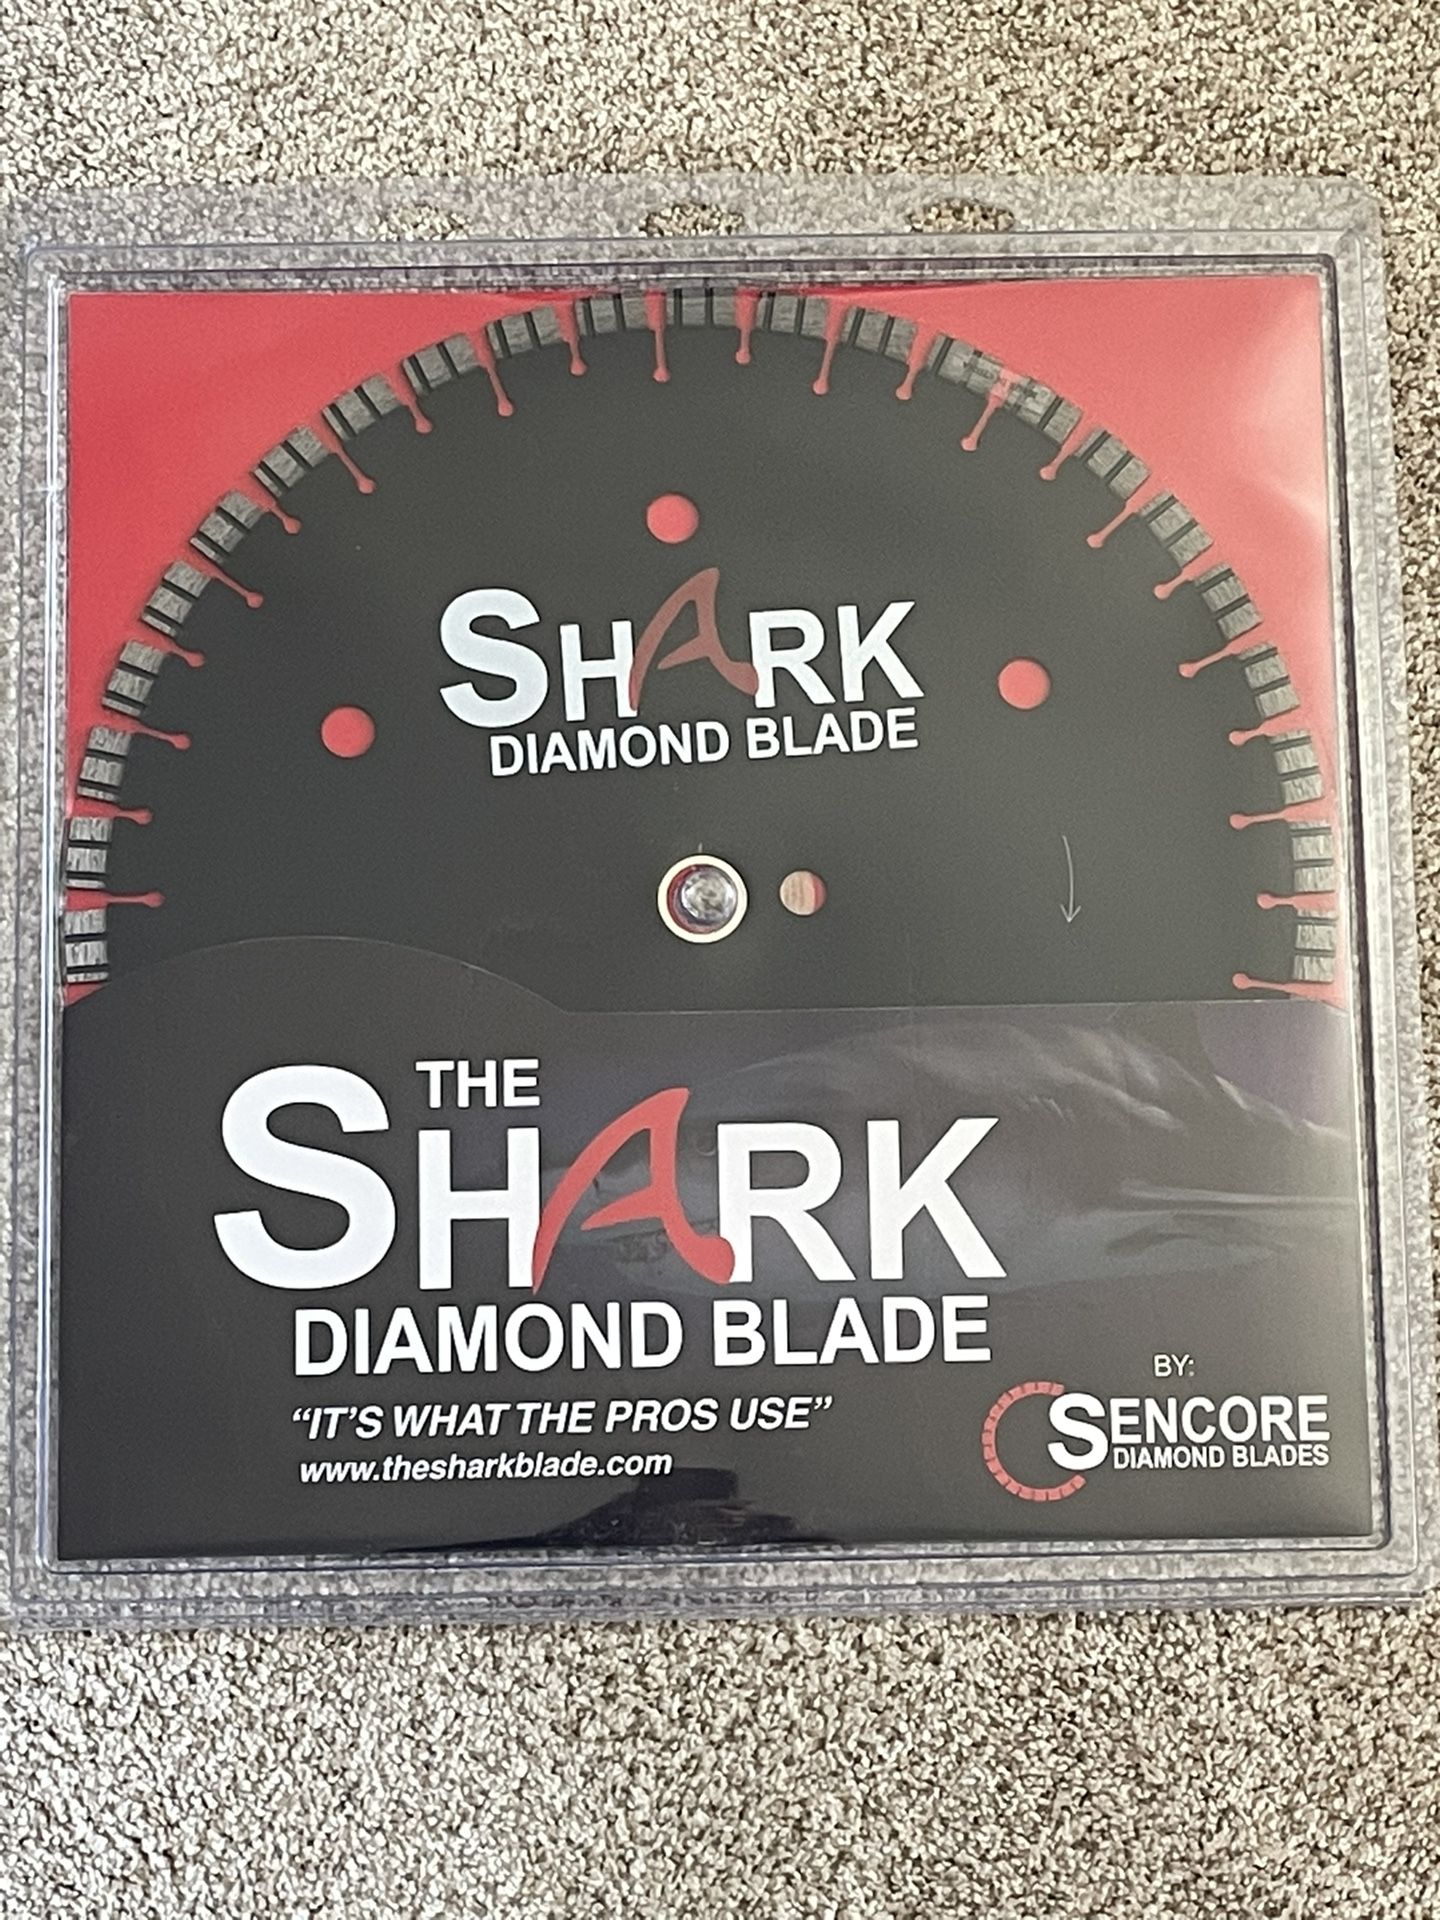 SHARK
DIAMOND BLADE
THE
SHARK
DIAMOND BLADE
"IT'S WHAT THE PROS USE"
www.thesharkblade.com
BY:
SENCORE
DIAMOND BLADES